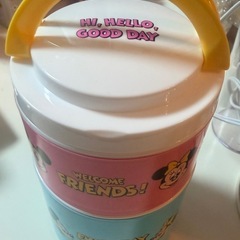 HI, HELLO,
GOOD DAY
WELCOME
FRIENDS!